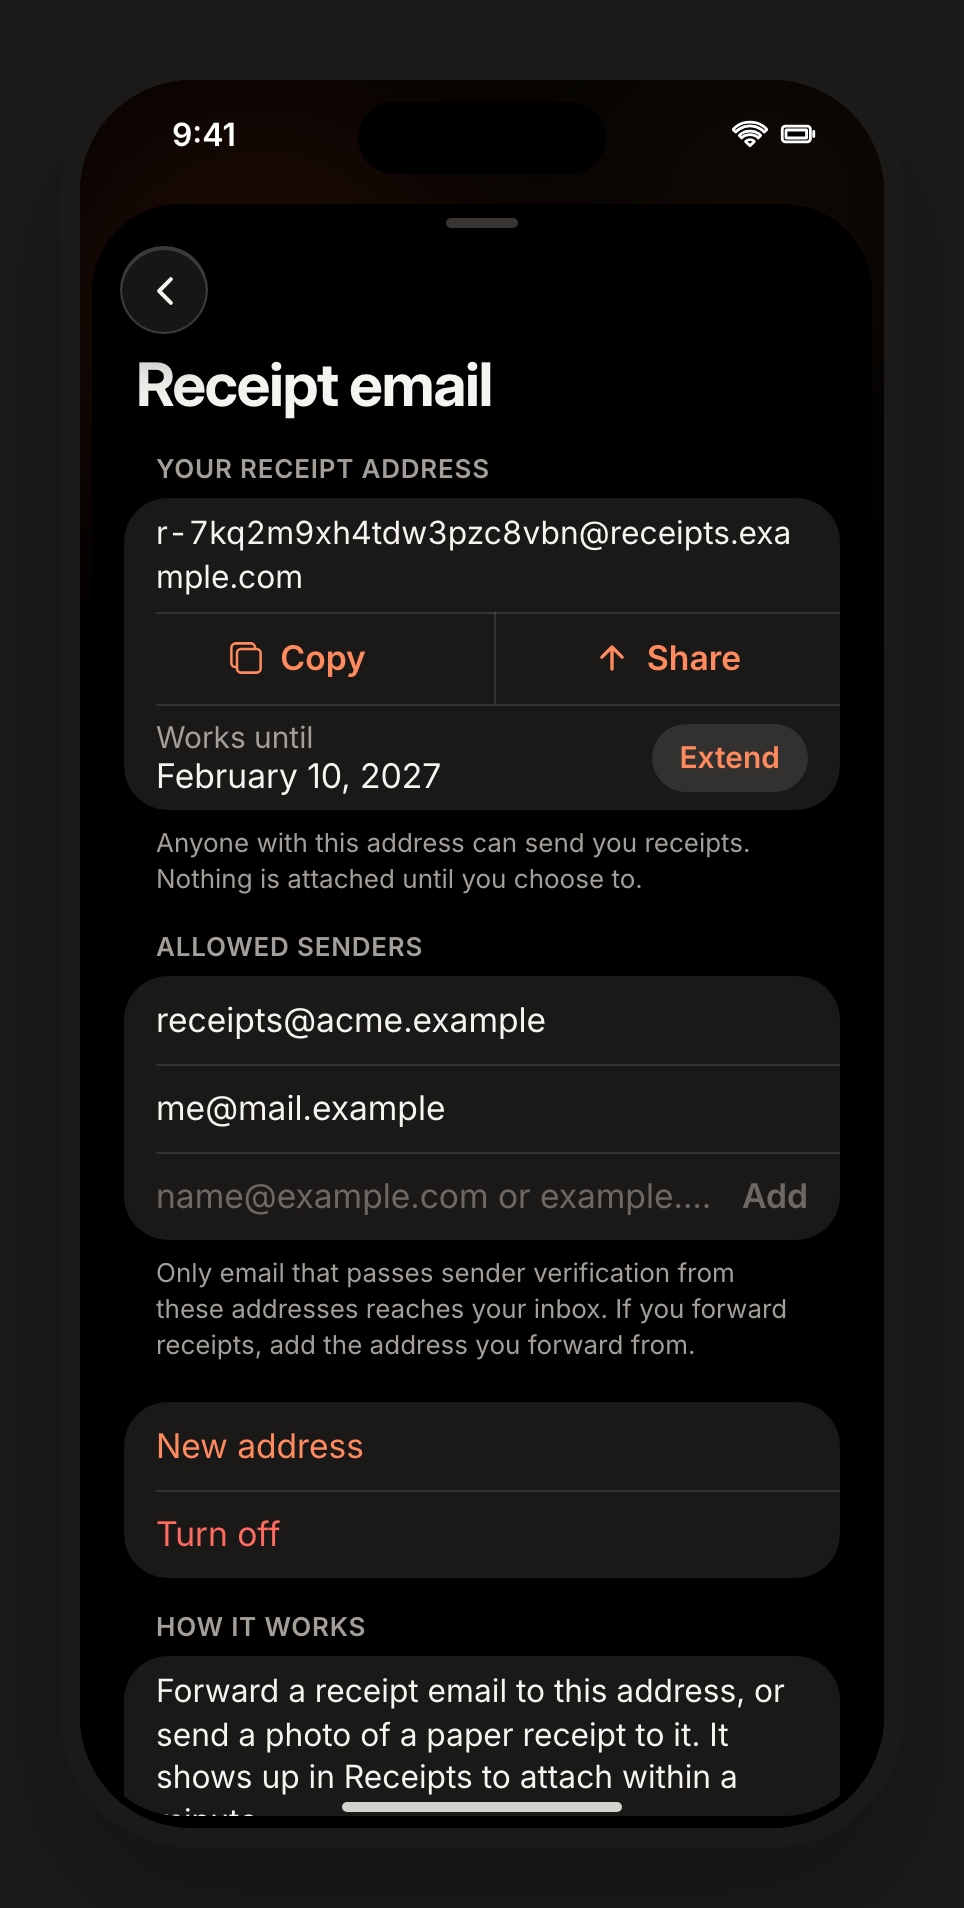 9:41
Receipt email
YOUR RECEIPT ADDRESS
r-7kq2m9xh4tdw3pzc8vbn@receipts.exa
mple.com
Copy
Share
Works until
February 10, 2027
Extend
Anyone with this address can send you receipts.
Nothing is attached until you choose to.
ALLOWED SENDERS
receipts@acme.example
me@mail.example
name@example.com or example.... Add
Only email that passes sender verification from
these addresses reaches your inbox. If you forward
receipts, add the address you forward from.
New address
Turn off
HOW IT WORKS
Forward a receipt email to this address, or
send a photo of a paper receipt to it. It
shows up in Receipts to attach within a